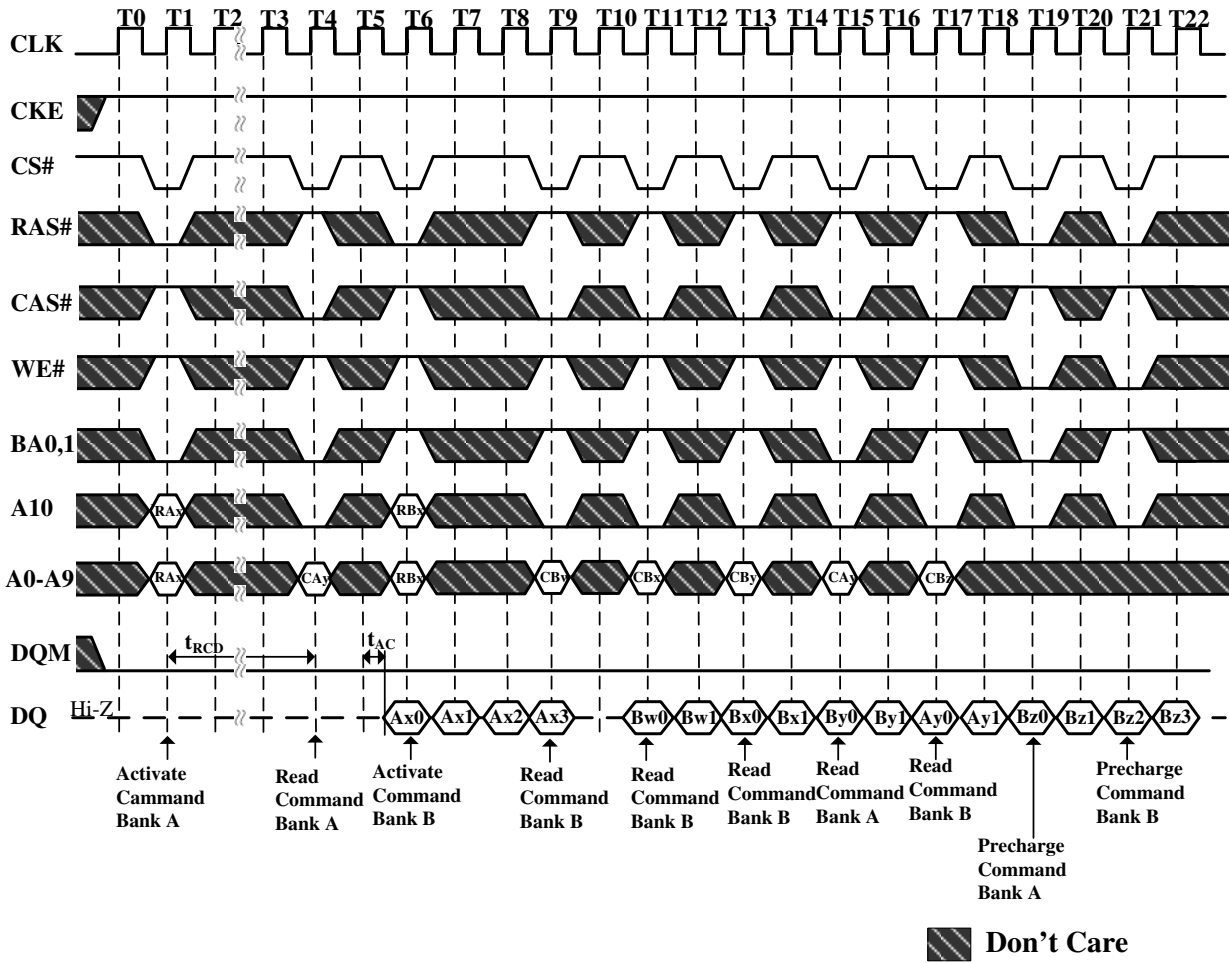 T0 T1 T2 T3 T4 T5 T6 T7 T8 T9 T10 T11 T12 T13 T14 T15 T16 T17 T18 T19 T20 T21 T22
CLK
CKE
CS#
RAS#
CAS#
WE#
BA0,1
A10 RAx RBx
A0-A9 RAx CAy RBx CBw CBx CBy CAy CBz
DQM tRCD tAC
DQ Hi-Z Ax0 Ax1 Ax2 Ax3 Bw0 Bw1 Bx0 Bx1 By0 By1 Ay0 Ay1 Bz0 Bz1 Bz2 Bz3
Activate
Cammand
Bank A
Read
Command
Bank A
Activate
Command
Bank B
Read
Command
Bank B
Read
Command
Bank B
Read
Command
Bank B
Read
Command
Bank A
Read
Command
Bank B
Precharge
Command
Bank A
Precharge
Command
Bank B
Don't Care